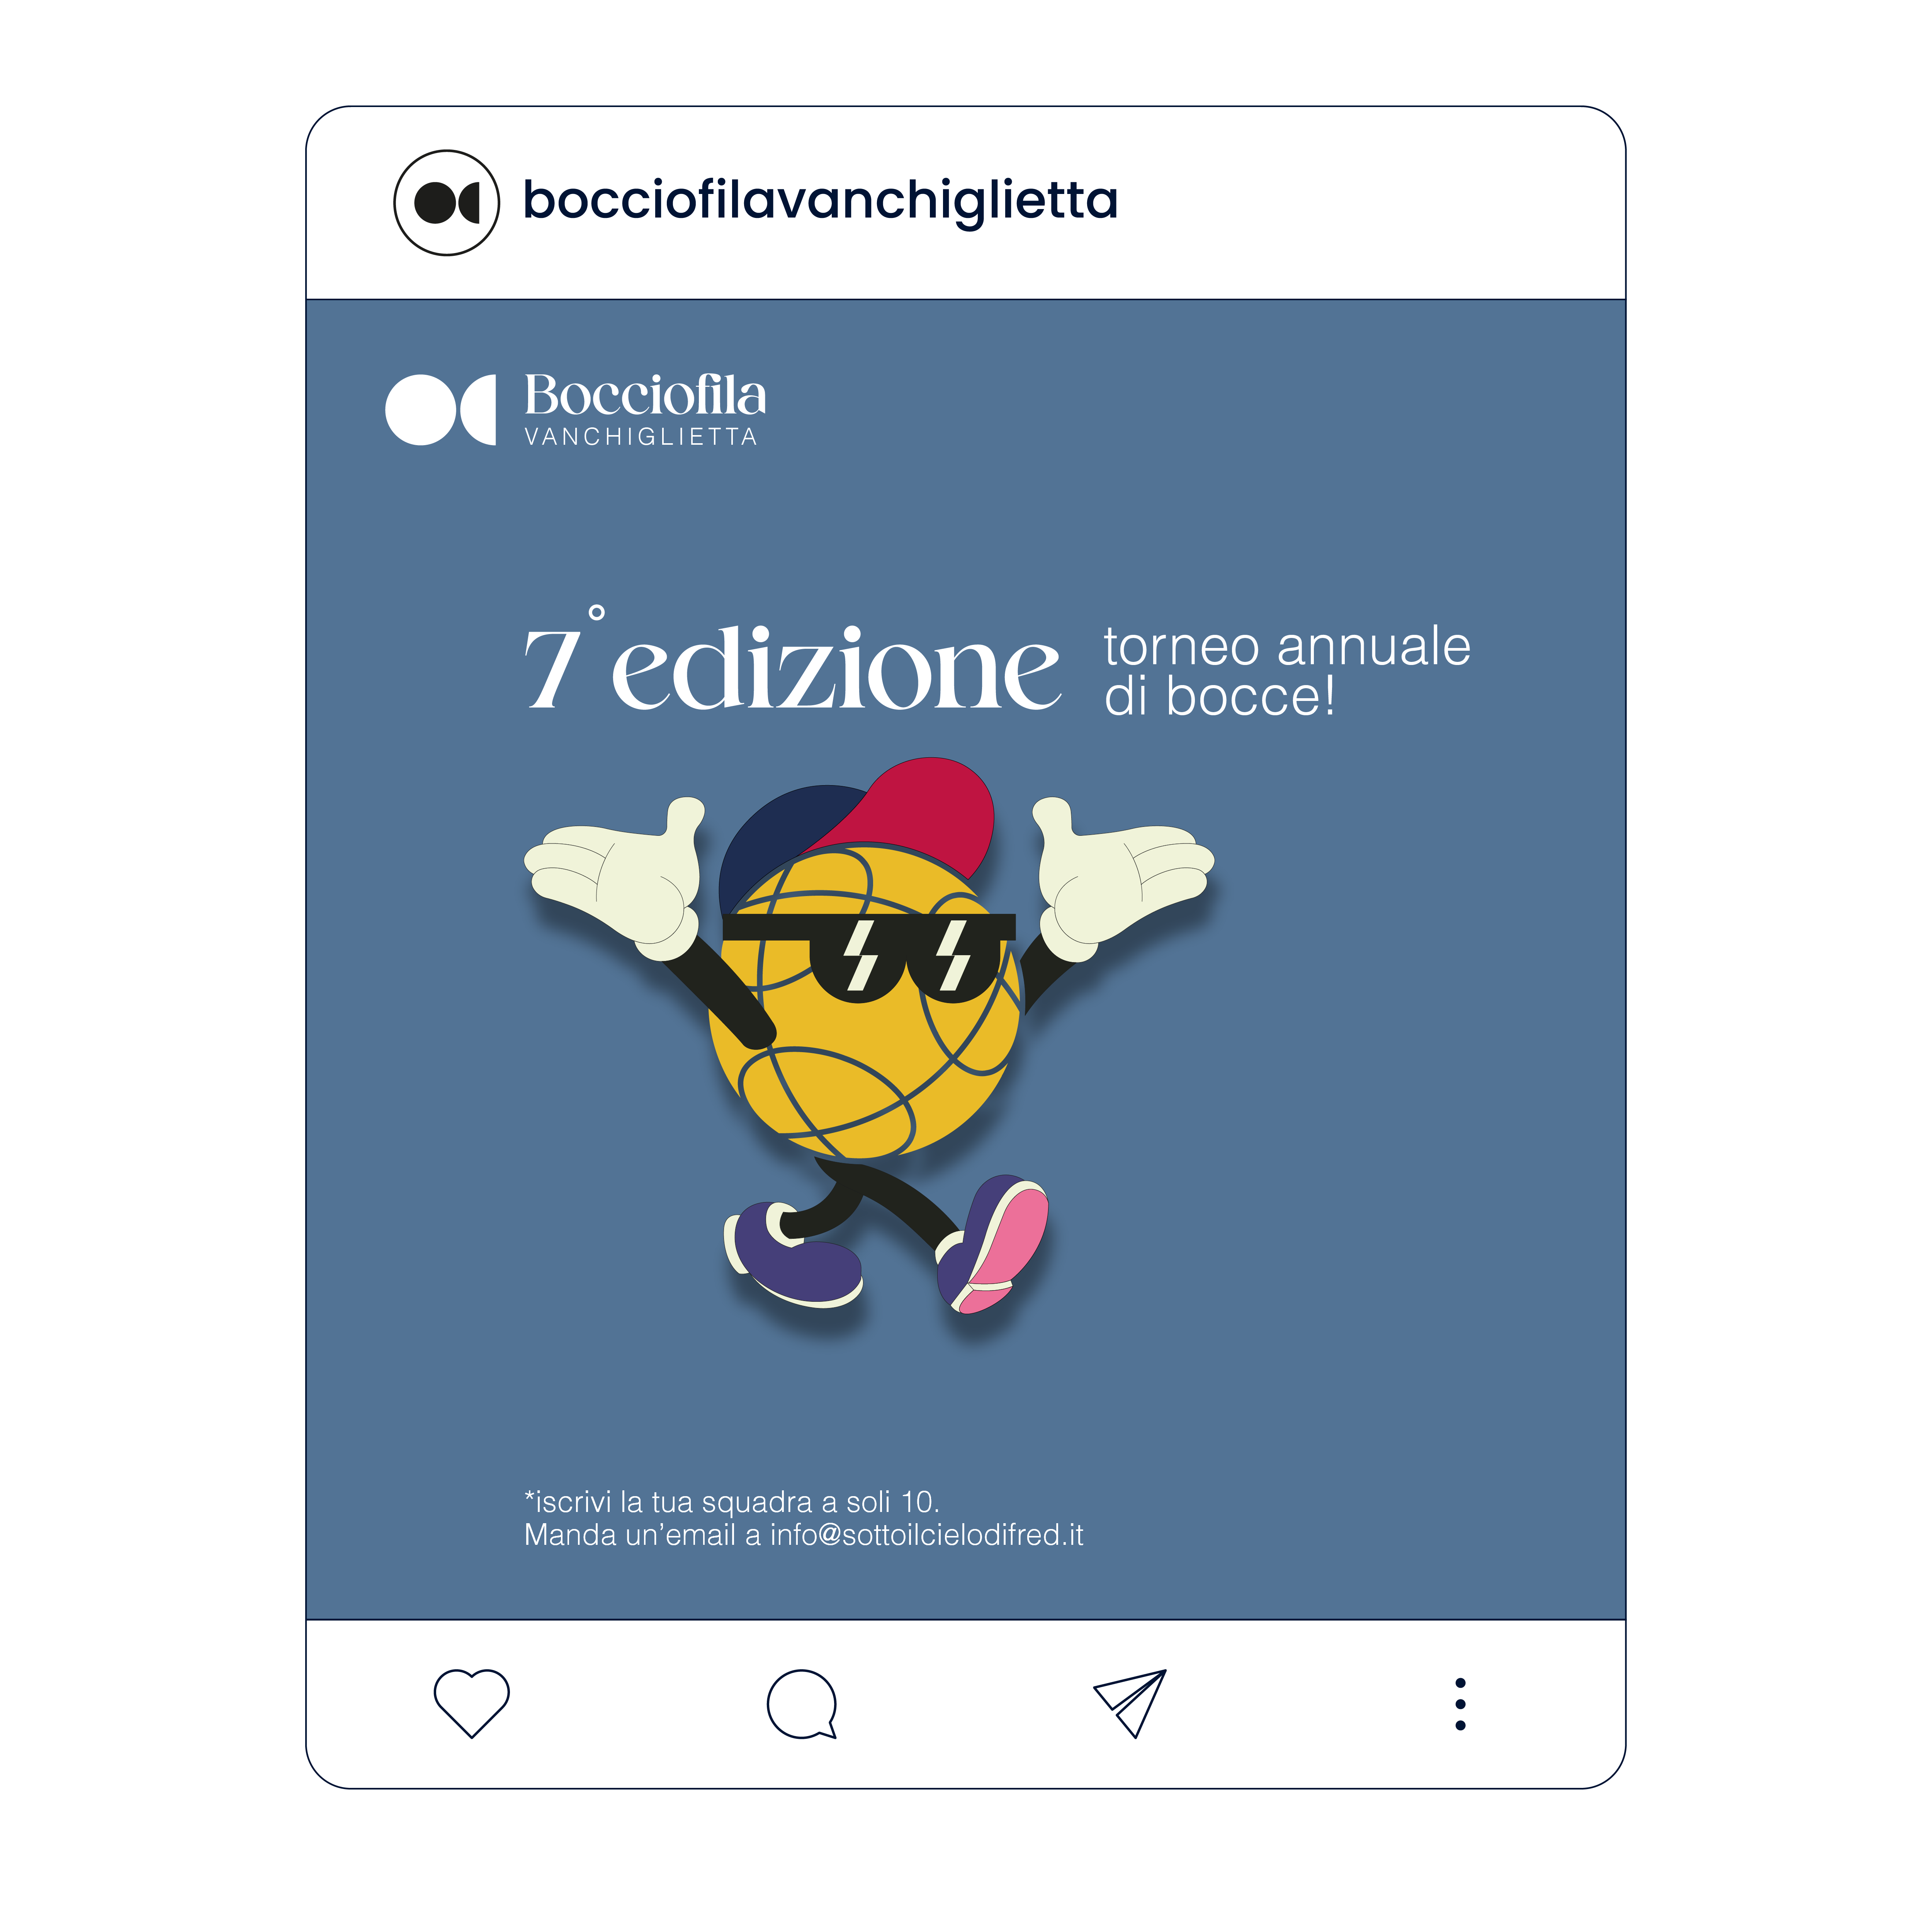 bocciofilavanchiglietta
Bocciofila
VANCHIGLIETTA
7° edizione
torneo annuale
di bocce!
*iscrivi la tua squadra a soli 10.
Manda un'email a info@sottoilcielodifred.it